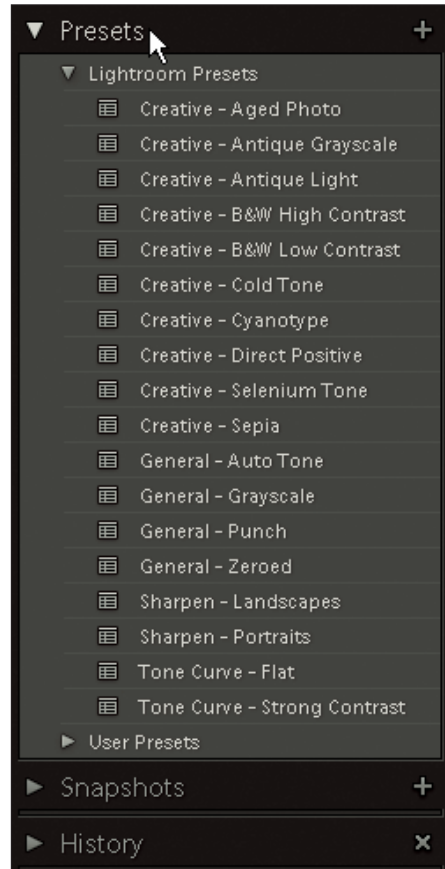 Presets
Lightroom Presets
Creative – Aged Photo
Creative – Antique Grayscale
Creative – Antique Light
Creative – B&W High Contrast
Creative – B&W Low Contrast
Creative – Cold Tone
Creative – Cyanotype
Creative – Direct Positive
Creative – Selenium Tone
Creative – Sepia
General – Auto Tone
General – Grayscale
General – Punch
General – Zeroed
Sharpen – Landscapes
Sharpen – Portraits
Tone Curve – Flat
Tone Curve – Strong Contrast
User Presets
Snapshots
History